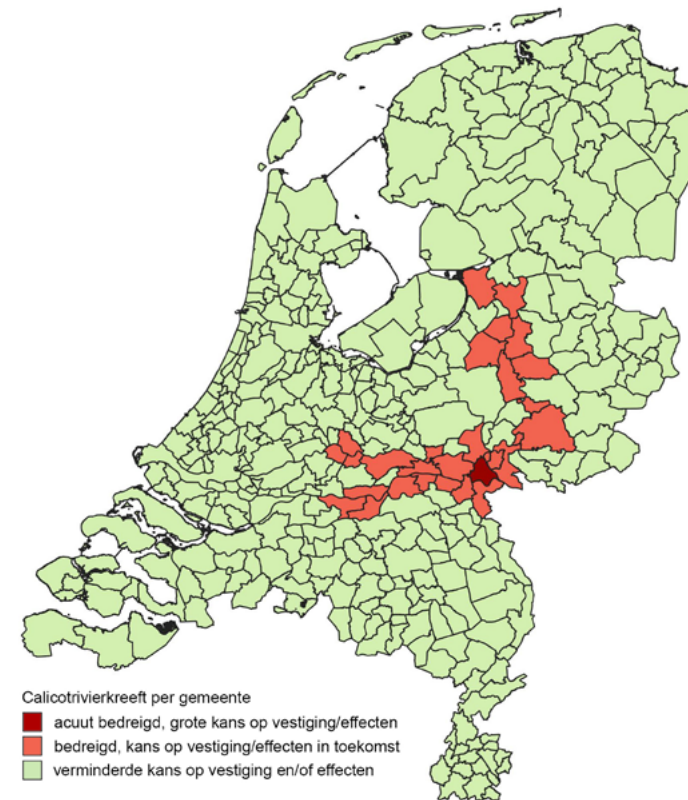 Calicotrivierkreeft per gemeente
acuut bedreigd, grote kans op vestiging/effecten
bedreigd, kans op vestiging/effecten in toekomst
verminderde kans op vestiging en/of effecten